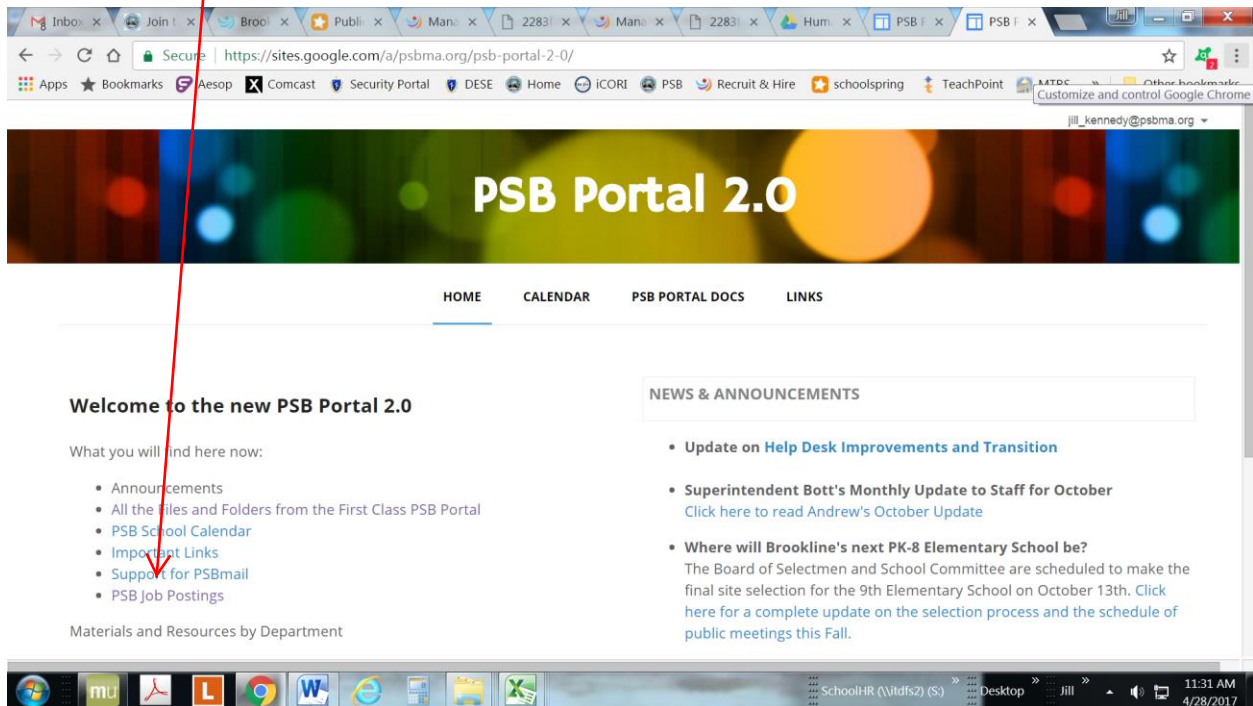 Inbox
Join t
Brool
Public
Mana
22831
Mana
22831
Hum
PSB F
PSB F
Jill
Secure | https://sites.google.com/a/psbma.org/psb-portal-2-0/
Apps Bookmarks Aesop Comcast Security Portal DESE Home iCORI PSB Recruit & Hire schoolspring TeachPoint MTRS » Other bookmarks
Customize and control Google Chrome
jill_kennedy@psbma.org
PSB Portal 2.0
HOME CALENDAR PSB PORTAL DOCS LINKS
Welcome to the new PSB Portal 2.0
What you will find here now:
• Announcements
• All the Files and Folders from the First Class PSB Portal
• PSB School Calendar
• Important Links
• Support for PSBmail
• PSB Job Postings
Materials and Resources by Department
NEWS & ANNOUNCEMENTS
• Update on Help Desk Improvements and Transition
• Superintendent Bott's Monthly Update to Staff for October
Click here to read Andrew's October Update
• Where will Brookline's next PK-8 Elementary School be?
The Board of Selectmen and School Committee are scheduled to make the
final site selection for the 9th Elementary School on October 13th. Click
here for a complete update on the selection process and the schedule of
public meetings this Fall.
mu
L
SchoolHR (\\itdfs2) (S:) » Desktop » Jill »
11:31 AM
4/28/2017